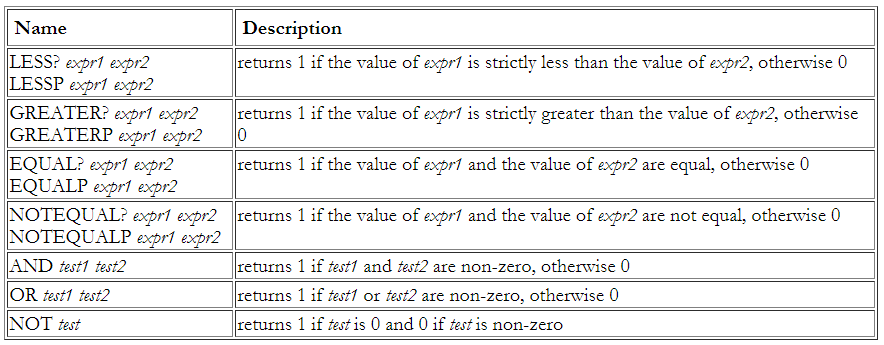 Name Description
LESS? expr1 expr2 returns 1 if the value of expr1 is strictly less than the value of expr2, otherwise 0
LESSP expr1 expr2
GREATER? expr1 expr2 returns 1 if the value of expr1 is strictly greater than the value of expr2, otherwise
GREATERP expr1 expr2 0
EQUAL? expr1 expr2 returns 1 if the value of expr1 and the value of expr2 are equal, otherwise 0
EQUALP expr1 expr2
NOTEQUAL? expr1 expr2 returns 1 if the value of expr1 and the value of expr2 are not equal, otherwise 0
NOTEQUALP expr1 expr2
AND test1 test2 returns 1 if test1 and test2 are non-zero, otherwise 0
OR test1 test2 returns 1 if test1 or test2 are non-zero, otherwise 0
NOT test returns 1 if test is 0 and 0 if test is non-zero